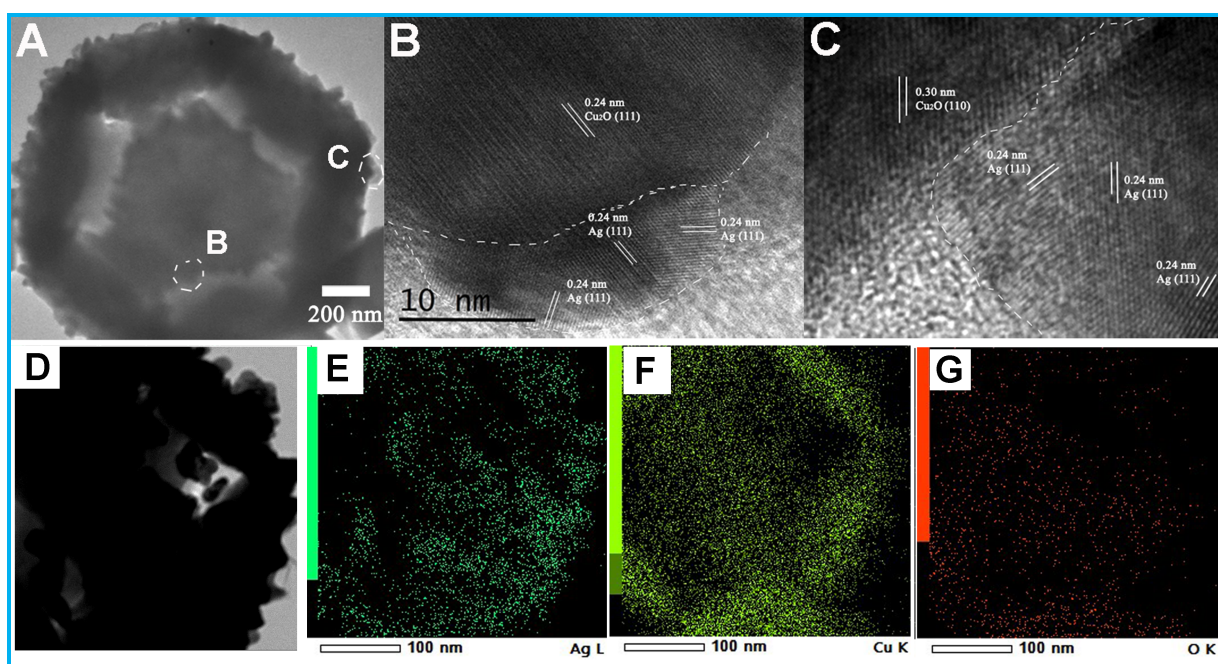 A
C
B
200 nm
B
0.24 nm
Cu₂O (111)
0.24 nm
Ag (111)
0.24 nm
Ag (111)
0.24 nm
Ag (111)
10 nm
C
0.30 nm
Cu₂O (110)
0.24 nm
Ag (111)
0.24 nm
Ag (111)
0.24 nm
Ag (111)
D
E
100 nm
Ag L
F
100 nm
Cu K
G
100 nm
O K